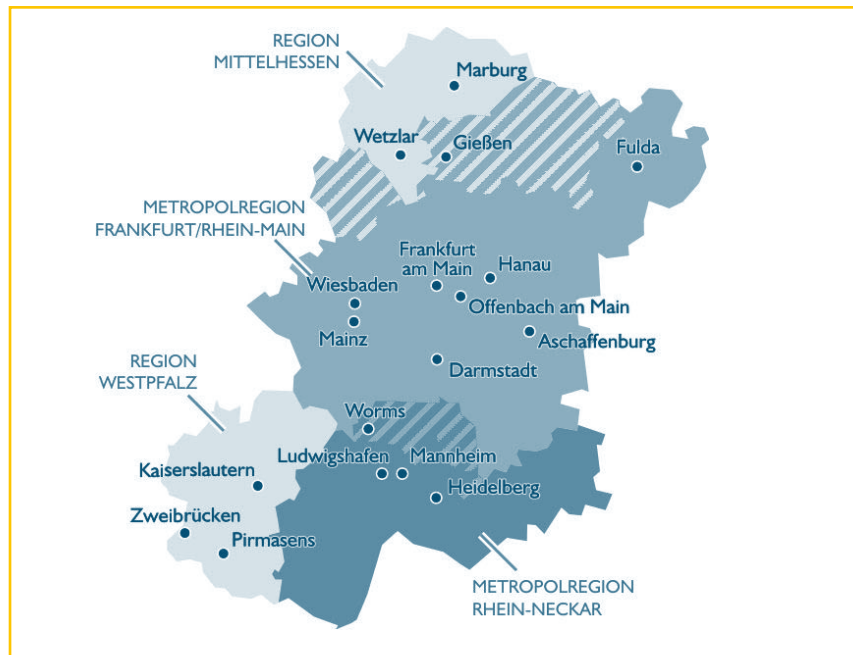 REGION
MITTELHESSEN
Marburg
Wetzlar
Gießen
Fulda
METROPOLREGION
FRANKFURT/RHEIN-MAIN
Frankfurt
am Main
Hanau
Wiesbaden
Offenbach am Main
Mainz
Aschaffenburg
REGION
WESTPFALZ
Darmstadt
Worms
Ludwigshafen
Mannheim
Kaiserslautern
Heidelberg
Zweibrücken
Pirmasens
METROPOLREGION
RHEIN-NECKAR